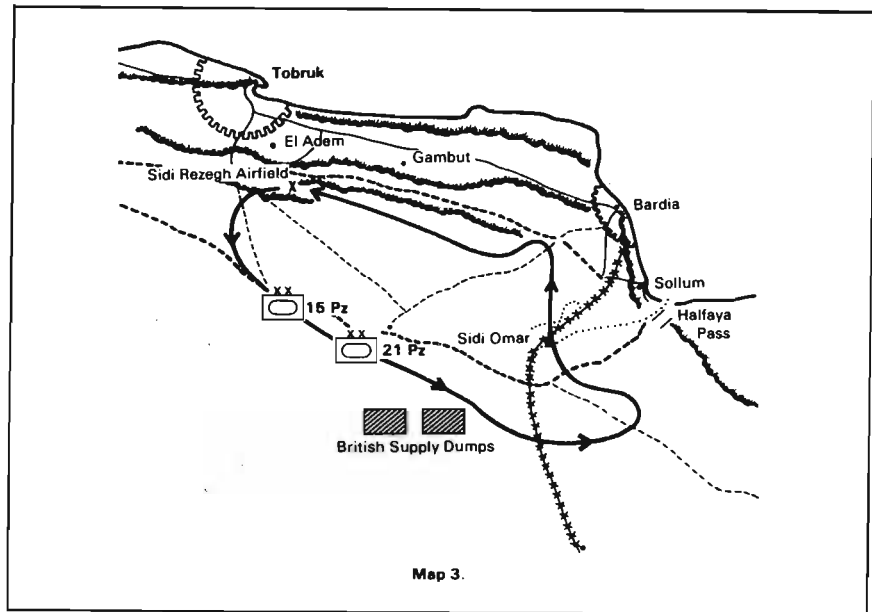 Tobruk
El Adem
Gambut
Sidi Rezegh Airfield
Bardia
X X
15 Pz
Sollum
Halfaya
Pass
X X
21 Pz
Sidi Omar
British Supply Dumps
Map 3.